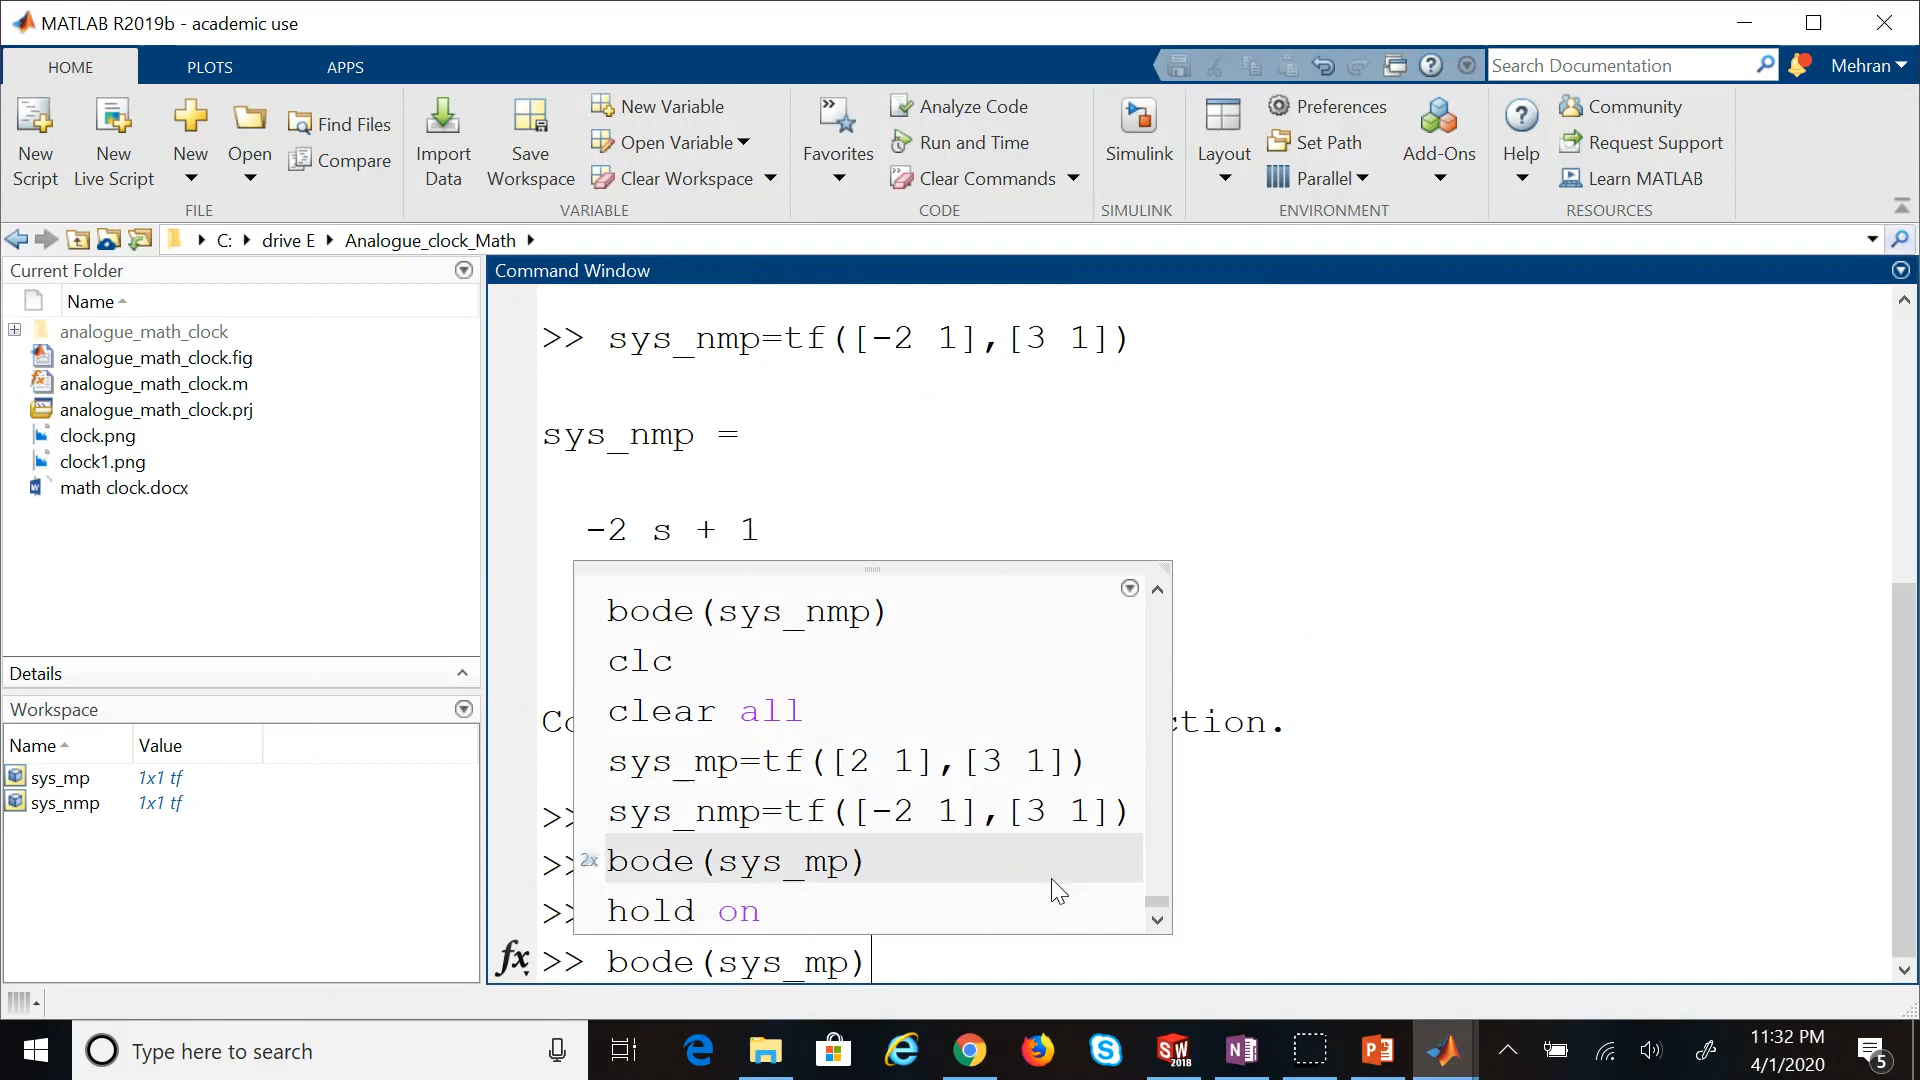 MATLAB R2019b - academic use
HOME PLOTS APPS
Search Documentation
Mehran
New Script
New Live Script
New
Open
Find Files
Compare
FILE
Import Data
Save Workspace
New Variable
Open Variable
Clear Workspace
VARIABLE
Favorites
Analyze Code
Run and Time
Clear Commands
CODE
Simulink
SIMULINK
Layout
Preferences
Set Path
Parallel
Add-Ons
ENVIRONMENT
Help
Community
Request Support
Learn MATLAB
RESOURCES
C: drive E Analogue_clock_Math
Current Folder
Name
analogue_math_clock
analogue_math_clock.fig
analogue_math_clock.m
analogue_math_clock.prj
clock.png
clock1.png
math clock.docx
Details
Workspace
Name Value
sys_mp 1x1 tf
sys_nmp 1x1 tf
Command Window
>> sys_nmp=tf([-2 1],[3 1])
sys_nmp =
-2 s + 1
bode(sys_nmp)
clc
clear all
sys_mp=tf([2 1],[3 1])
sys_nmp=tf([-2 1],[3 1])
2x bode(sys_mp)
hold on
>>
>>
>>
fx >> bode(sys_mp)
Type here to search
SW 2018
11:32 PM
4/1/2020
5